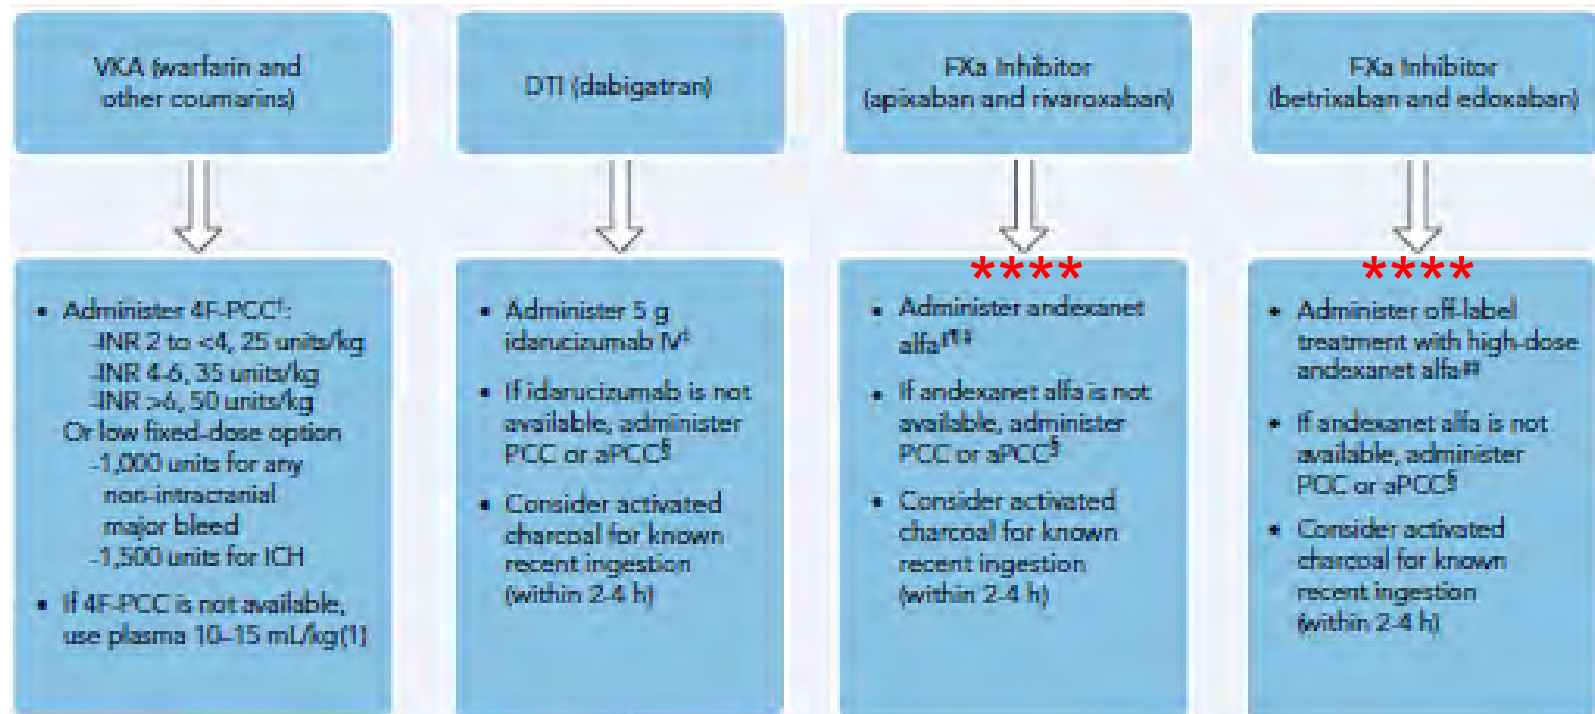 VKA (warfarin and
other coumarins)
DTI (dabigatran)
FXa Inhibitor
(apixaban and rivaroxaban)
FXa Inhibitor
(betrixaban and edoxaban)
• Administer 4F-PCC†:
-INR 2 to <4, 25 units/kg
-INR 4-6, 35 units/kg
-INR >6, 50 units/kg
Or low fixed-dose option
-1,000 units for any
non-intracranial
major bleed
-1,500 units for ICH
• If 4F-PCC is not available,
use plasma 10–15 mL/kg(1)
• Administer 5 g
idarucizumab IV‡
• If idarucizumab is not
available, administer
PCC or aPCC§
• Consider activated
charcoal for known
recent ingestion
(within 2-4 h)
****
• Administer andexanet
alfa
• If andexanet alfa is not
available, administer
PCC or aPCC§
• Consider activated
charcoal for known
recent ingestion
(within 2-4 h)
****
• Administer off-label
treatment with high-dose
andexanet alfa
• If andexanet alfa is not
available, administer
PCC or aPCC§
• Consider activated
charcoal for known
recent ingestion
(within 2-4 h)